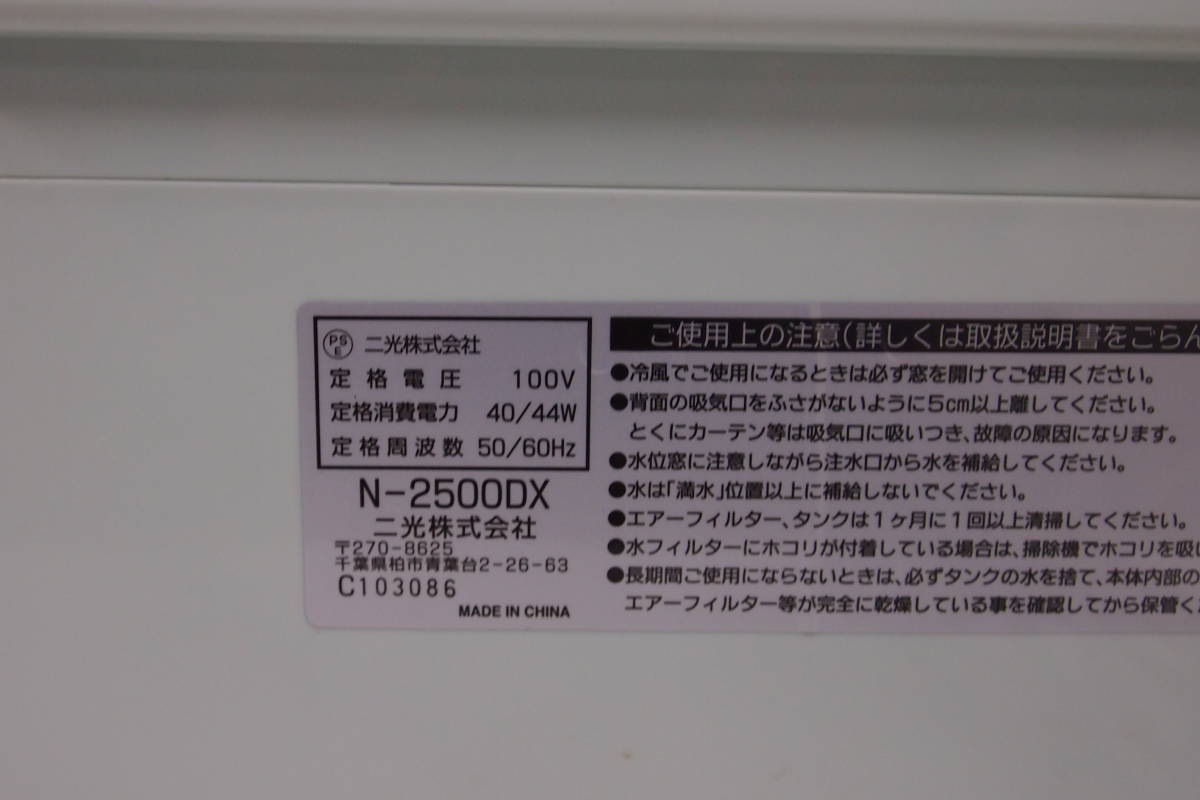 PS
E
二光株式会社
定格電圧 100V
定格消費電力 40/44W
定格周波数 50/60Hz
N-2500DX
二光株式会社
〒270-8625
千葉県柏市青葉台2-26-63
C103086
MADE IN CHINA
ご使用上の注意(詳しくは取扱説明書をごらん
●冷風でご使用になるときは必ず窓を開けてご使用ください。
●背面の吸気口をふさがないように5cm以上離してください。
とくにカーテン等は吸気口に吸いつき、故障の原因になります。
●水位窓に注意しながら注水口から水を補給してください。
●水は「満水」位置以上に補給しないでください。
●エアーフィルター、タンクは1ヶ月に1回以上清掃してください。
●水フィルターにホコリが付着している場合は、掃除機でホコリを吸い
●長期間ご使用にならないときは、必ずタンクの水を捨て、本体内部の
エアーフィルター等が完全に乾燥している事を確認してから保管くだ